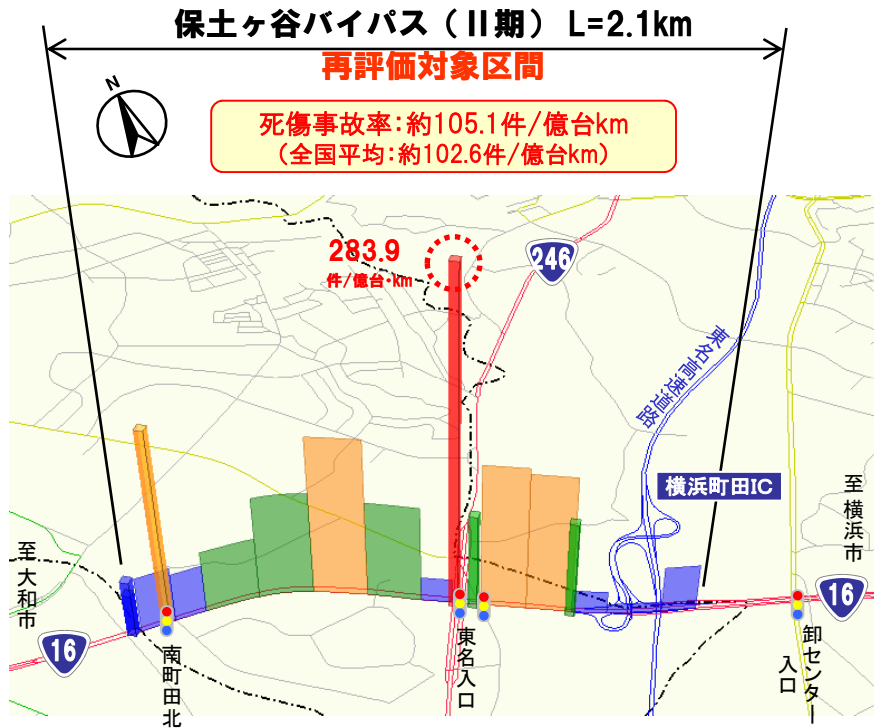 保土ヶ谷バイパス（Ⅱ期） L=2.1km
再評価対象区間
N
死傷事故率：約105.1件/億台km
（全国平均：約102.6件/億台km）
283.9
件/億台・km
246
東名高速道路
横浜町田IC
至横浜市
至大和市
16
16
南町田北
東名入口
卸センター
入口